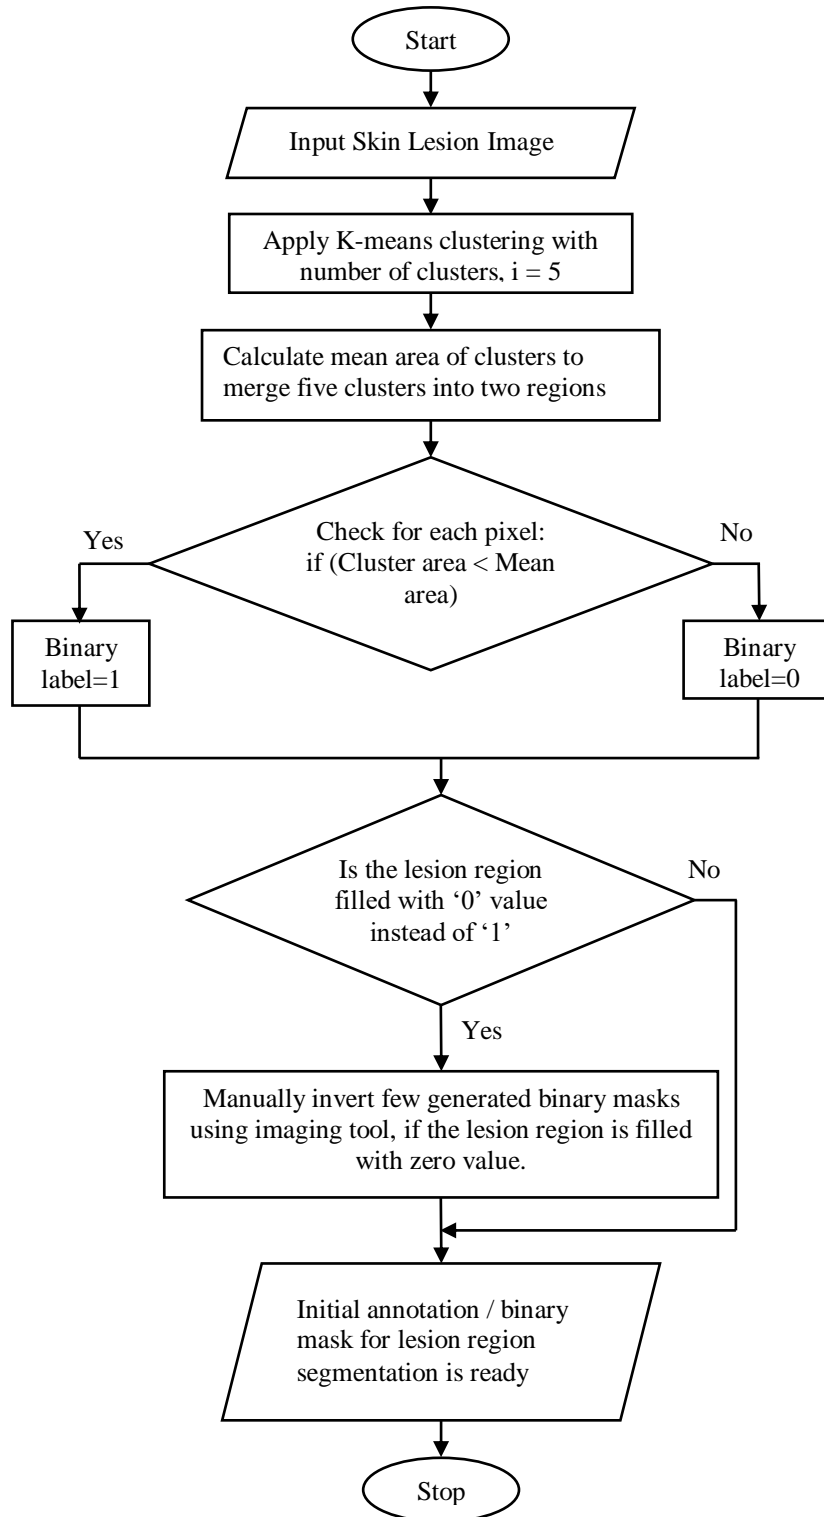 Start
Input Skin Lesion Image
Apply K-means clustering with
number of clusters, i = 5
Calculate mean area of clusters to
merge five clusters into two regions
Check for each pixel:
if (Cluster area < Mean
area)
Yes
No
Binary
label=1
Binary
label=0
Is the lesion region
filled with ‘0’ value
instead of ‘1’
No
Yes
Manually invert few generated binary masks
using imaging tool, if the lesion region is filled
with zero value.
Initial annotation / binary
mask for lesion region
segmentation is ready
Stop